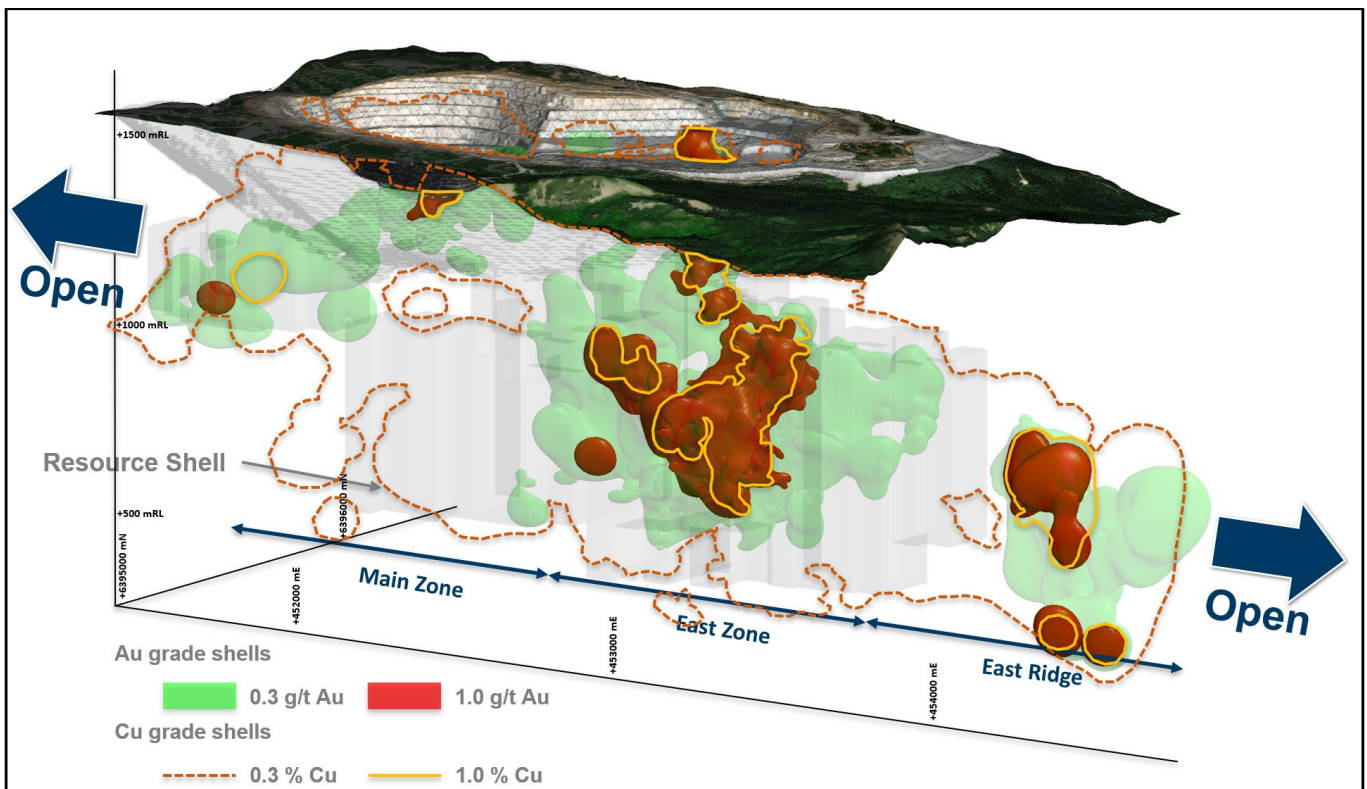 +1500 mRL
Open
+1000 mRL
Resource Shell
+500 mRL
+6396000 mN
+6395000 mN
Main Zone
East Zone
East Ridge
Open
+452000 mE
+453000 mE
+454000 mE
Au grade shells
0.3 g/t Au
1.0 g/t Au
Cu grade shells
0.3 % Cu
1.0 % Cu